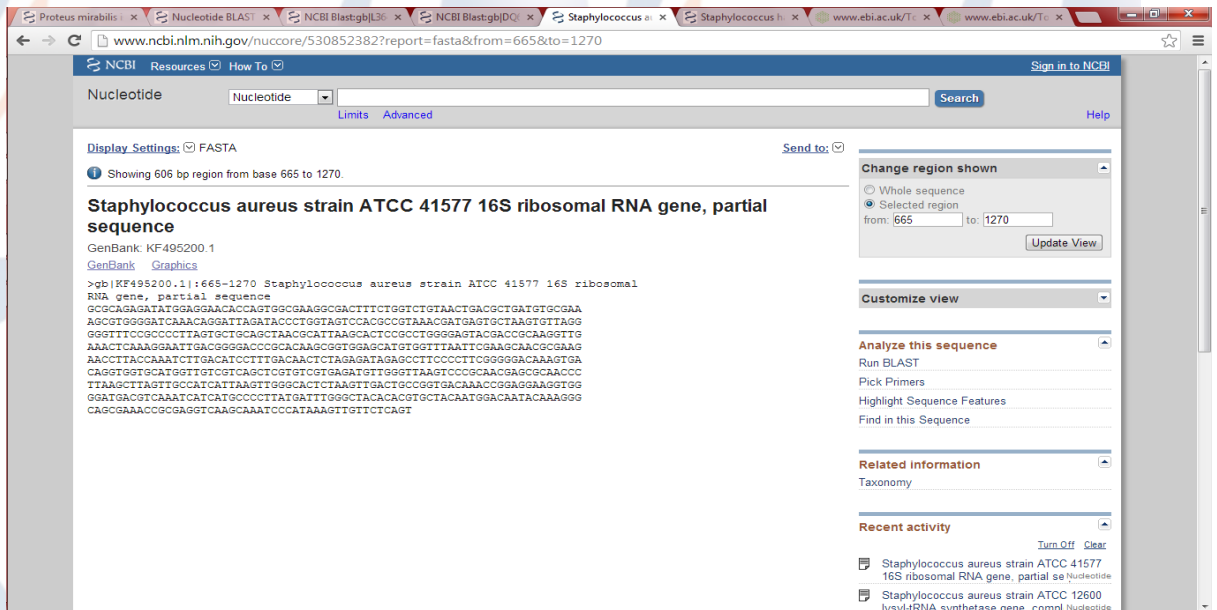 Proteus mirabilis i
Nucleotide BLAST
NCBI Blast:gb|L36
NCBI Blast:gb|DQ
Staphylococcus au
Staphylococcus h
www.ebi.ac.uk/To
www.ebi.ac.uk/To
www.ncbi.nlm.nih.gov/nuccore/530852382?report=fasta&from=665&to=1270
NCBI Resources How To
Sign in to NCBI
Nucleotide
Nucleotide
Search
Limits Advanced
Help
Display Settings: FASTA
Send to:
Showing 606 bp region from base 665 to 1270.
Staphylococcus aureus strain ATCC 41577 16S ribosomal RNA gene, partial
sequence
GenBank: KF495200.1
GenBank Graphics
>gb|KF495200.1|:665-1270 Staphylococcus aureus strain ATCC 41577 16S ribosomal
RNA gene, partial sequence
GCGCAGAGATATGGAGGAACACCAGTGGCGAAGGCGACTTTCTGGTCTGTAACTGACGCTGATGTGCGAA
AGCGTGGGGATCAAACAGGATTAGATACCCTGGTAGTCCACGCCGTAAACGATGAGTGCTAAGTGTTAGG
GGGTTTCCGCCCCTTAGTGCTGCAGCTAACGCATTAAGCACTCCGCCTGGGGAGTACGACCGCAAGGTTG
AAACTCAAAGGAATTGACGGGGACCCGCACAAGCGGTGGAGCATGTGGTTTAATTCGAAGCAACGCGAAG
AACCTTACCAAATCTTGACATCCTTTGACAACTCTAGAGATAGAGCCTTCCCCTTCGGGGGACAAAGTGA
CAGGTGGTGCATGGTTGTCGTCAGCTCGTGTCGTGAGATGTTGGGTTAAGTCCCGCAACGAGCGCAACCC
TTAAGCTTAGTTGCCATCATTAAGTTGGGCACTCTAAGTTGACTGCCGGTGACAAACCGGAGGAAGGTGG
GGATGACGTCAAATCATCATGCCCCTTATGATTTGGGCTACACACGTGCTACAATGGACAATACAAAGGG
CAGCGAAACCGCGAGGTCAAGCAAATCCCATAAAGTTGTTCTCAGT
Change region shown
Whole sequence
Selected region
from: 665 to: 1270
Update View
Customize view
Analyze this sequence
Run BLAST
Pick Primers
Highlight Sequence Features
Find in this Sequence
Related information
Taxonomy
Recent activity
Turn Off Clear
Staphylococcus aureus strain ATCC 41577
16S ribosomal RNA gene, partial se Nucleotide
Staphylococcus aureus strain ATCC 12600
lysyl-tRNA synthetase gene, compl Nucleotide